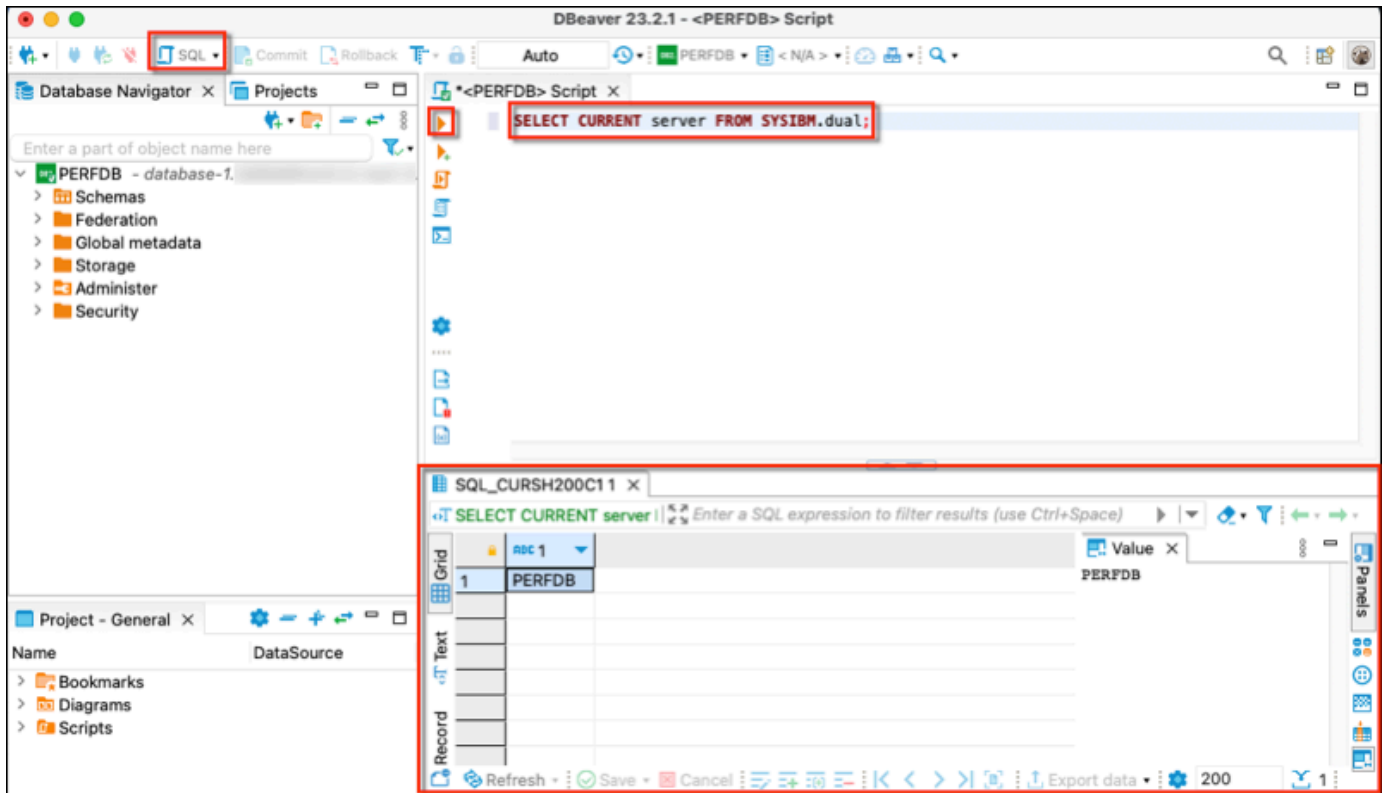 DBeaver 23.2.1 - <PERFDB> Script
SQL Commit Rollback Auto PERFDB < N/A >
Database Navigator Projects
Enter a part of object name here
PERFDB - database-1.
Schemas
Federation
Global metadata
Storage
Administer
Security
*<PERFDB> Script
SELECT CURRENT server FROM SYSIBM.dual;
Project - General
Name DataSource
Bookmarks
Diagrams
Scripts
SQL_CURSH200C1 1
SELECT CURRENT server Enter a SQL expression to filter results (use Ctrl+Space)
Grid
Text
Record
ABC 1
1 PERFDB
Value
PERFDB
Panels
Refresh Save Cancel Export data 200 1